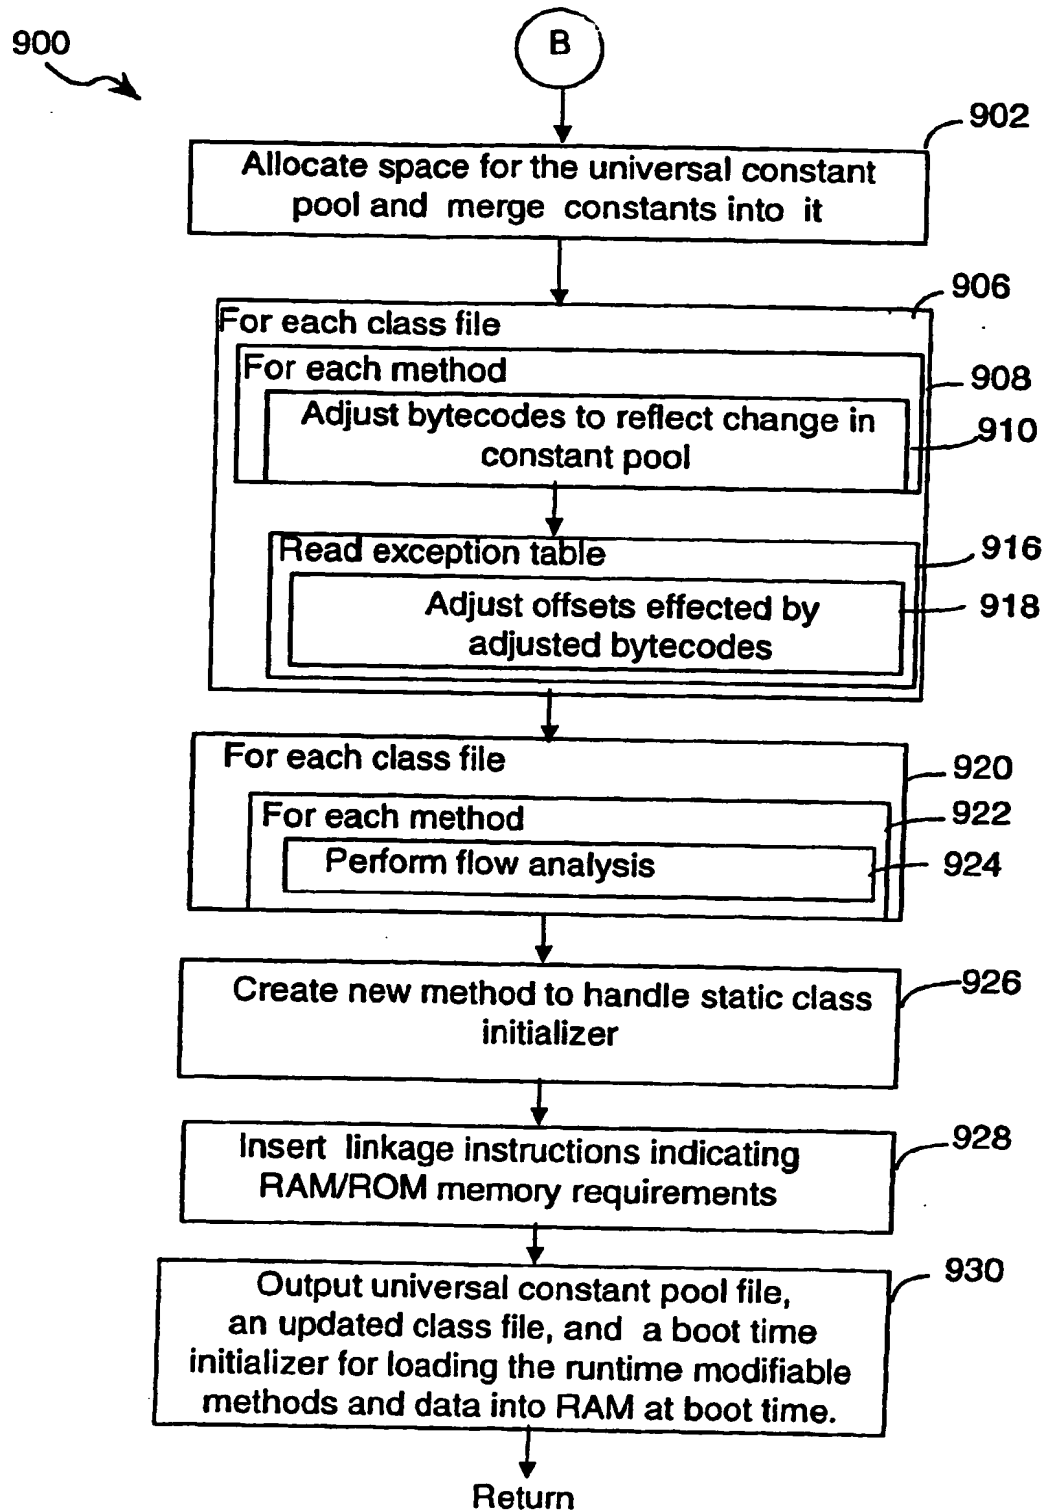 900
B
902
Allocate space for the universal constant
pool and merge constants into it
906
For each class file
For each method
908
Adjust bytecodes to reflect change in
constant pool
910
Read exception table
916
Adjust offsets effected by
adjusted bytecodes
918
For each class file
920
For each method
922
Perform flow analysis
924
Create new method to handle static class
initializer
926
Insert linkage instructions indicating
RAM/ROM memory requirements
928
Output universal constant pool file,
an updated class file, and a boot time
initializer for loading the runtime modifiable
methods and data into RAM at boot time.
930
Return